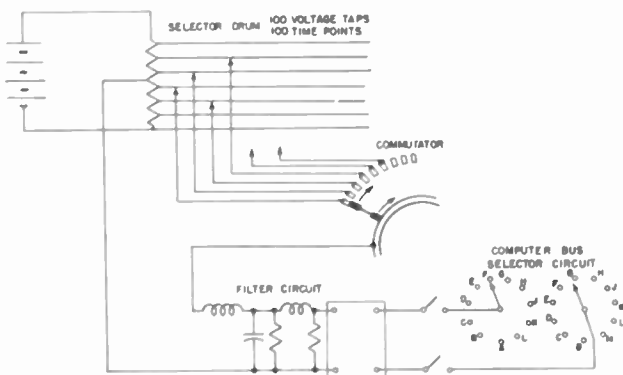 SELECTOR DRUM 100 VOLTAGE TAPS
100 TIME POINTS
COMMUTATOR
COMPUTER BUS
SELECTOR CIRCUIT
FILTER CIRCUIT
F G H
E
D
C
B
L
F G H J
E
D
C
B
L
M